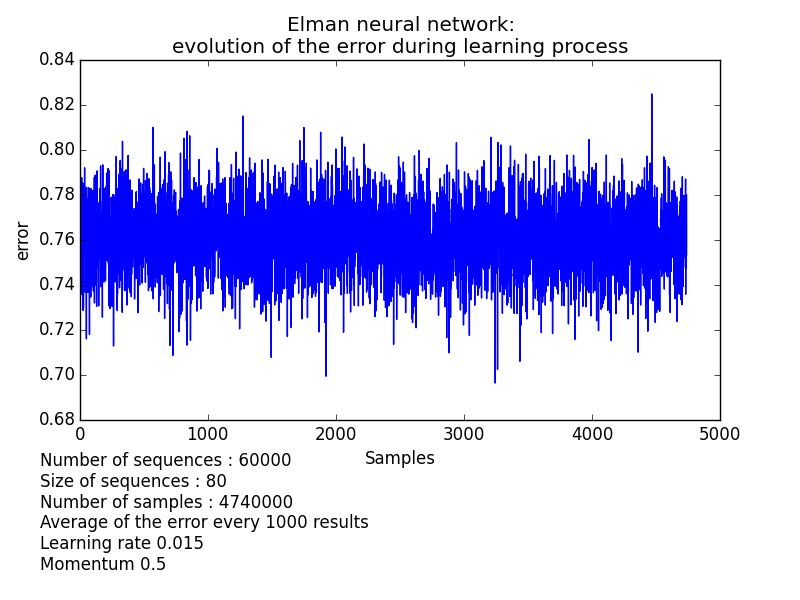 Elman neural network:
evolution of the error during learning process
0.84
0.82
0.80
0.78
0.76
0.74
0.72
0.70
0.68
error
0 1000 2000 3000 4000 5000
Samples
Number of sequences : 60000
Size of sequences : 80
Number of samples : 4740000
Average of the error every 1000 results
Learning rate 0.015
Momentum 0.5